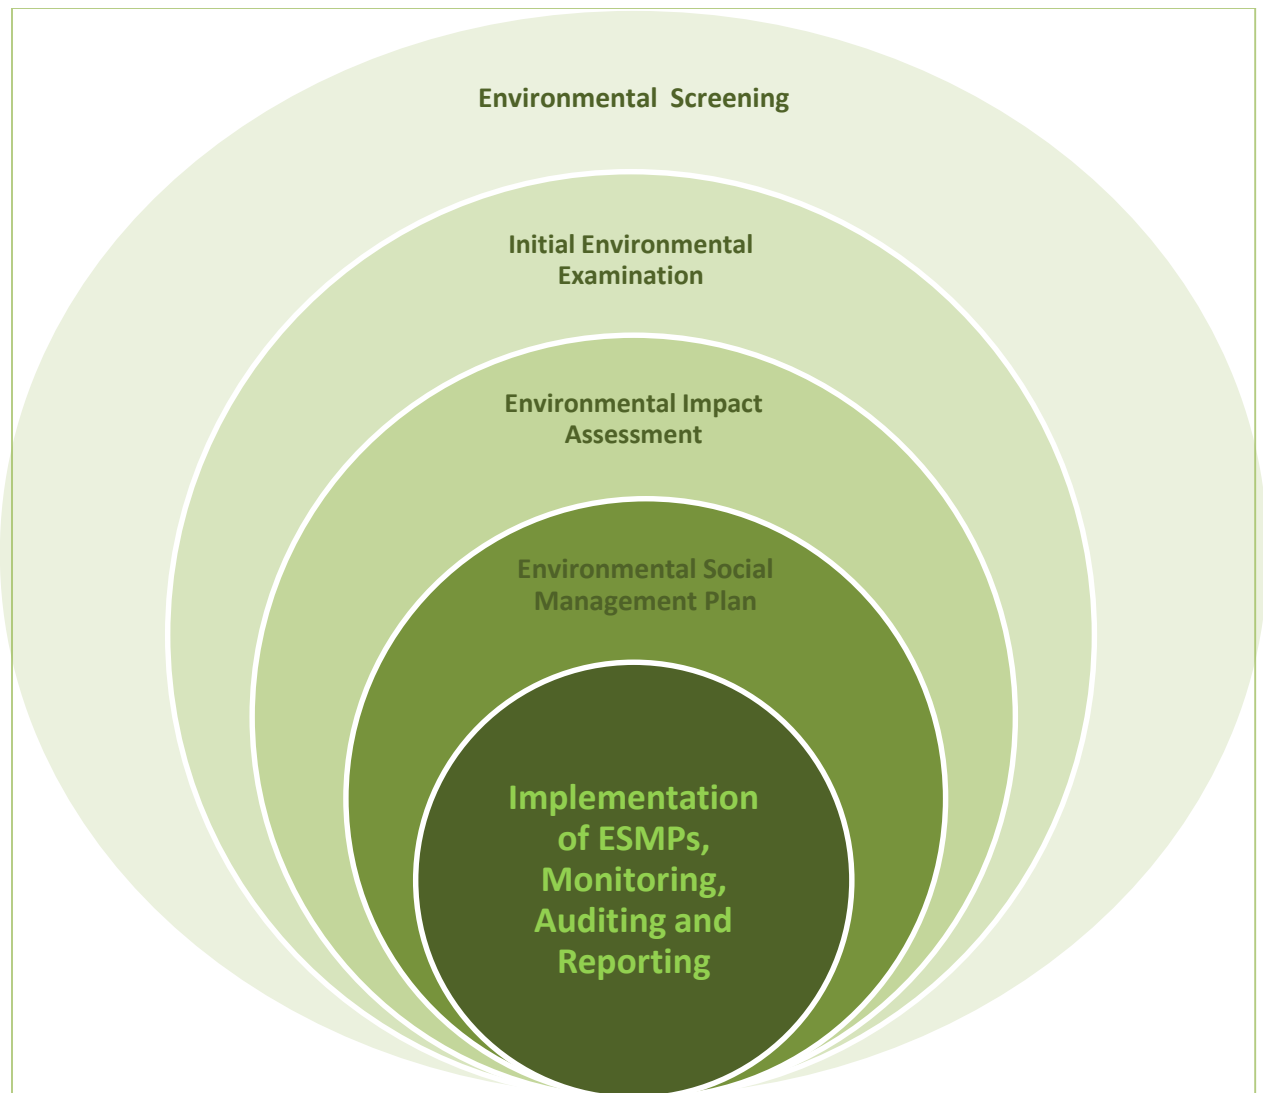 Environmental Screening
Initial Environmental
Examination
Environmental Impact
Assessment
Environmental Social
Management Plan
Implementation
of ESMPs,
Monitoring,
Auditing and
Reporting